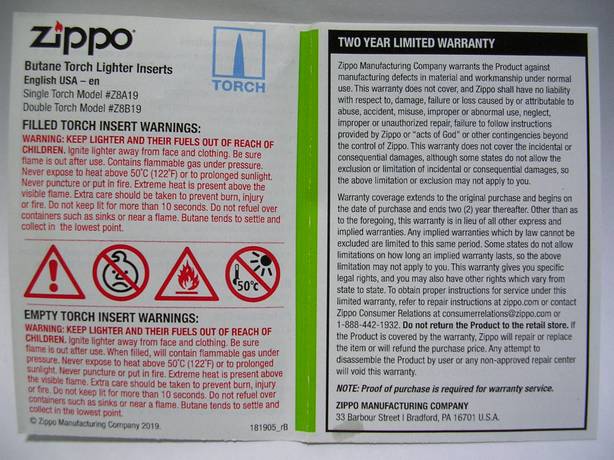 zippo
Butane Torch Lighter Inserts
English USA – en
Single Torch Model #Z8A19
Double Torch Model #Z8B19
TORCH
FILLED TORCH INSERT WARNINGS:
WARNING: KEEP LIGHTER AND THEIR FUELS OUT OF REACH OF
CHILDREN. Ignite lighter away from face and clothing. Be sure
flame is out after use. Contains flammable gas under pressure.
Never expose to heat above 50˚C (122˚F) or to prolonged sunlight.
Never puncture or put in fire. Extreme heat is present above the
visible flame. Extra care should be taken to prevent burn, injury
or fire. Do not keep lit for more than 10 seconds. Do not refuel over
containers such as sinks or near a flame. Butane tends to settle and
collect in the lowest point.
50˚C
EMPTY TORCH INSERT WARNINGS:
WARNING: KEEP LIGHTER AND THEIR FUELS OUT OF REACH OF
CHILDREN. Ignite lighter away from face and clothing. Be sure
flame is out after use. When filled, will contain flammable gas under
pressure. Never expose to heat above 50˚C (122˚F) or to prolonged
sunlight. Never puncture or put in fire. Extreme heat is present above
the visible flame. Extra care should be taken to prevent burn, injury
or fire. Do not keep lit for more than 10 seconds. Do not refuel over
containers such as sinks or near a flame. Butane tends to settle and
collect in the lowest point.
© Zippo Manufacturing Company 2019.
181905_rB
TWO YEAR LIMITED WARRANTY
Zippo Manufacturing Company warrants the Product against
manufacturing defects in material and workmanship under normal
use. This warranty does not cover, and Zippo shall have no liability
with respect to, damage, failure or loss caused by or attributable to
abuse, accident, misuse, improper or abnormal use, neglect,
improper or unauthorized repair, failure to follow instructions
provided by Zippo or “acts of God” or other contingencies beyond
the control of Zippo. This warranty does not cover the incidental or
consequential damages, although some states do not allow the
exclusion or limitation of incidental or consequential damages, so
the above limitation or exclusion may not apply to you.
Warranty coverage extends to the original purchase and begins on
the date of purchase and ends two (2) year thereafter. Other than as
to the foregoing, this warranty is in lieu of all other express and
implied warranties. Any implied warranties which by law cannot be
excluded are limited to this same period. Some states do not allow
limitations on how long an implied warranty lasts, so the above
limitation may not apply to you. This warranty gives you specific
legal rights, and you may also have other rights which vary from
state to state. To obtain proper instructions for service under this
limited warranty, refer to repair instructions at zippo.com or contact
Zippo Consumer Relations at consumerrelations@zippo.com or
1-888-442-1932. Do not return the Product to the retail store. If
the Product is covered by the warranty, Zippo will repair or replace
the item or will refund the purchase price. Any attempt to
disassemble the Product by user or any non-approved repair center
will void this warranty.
NOTE: Proof of purchase is required for warranty service.
ZIPPO MANUFACTURING COMPANY
33 Barbour Street I Bradford, PA 16701 U.S.A.